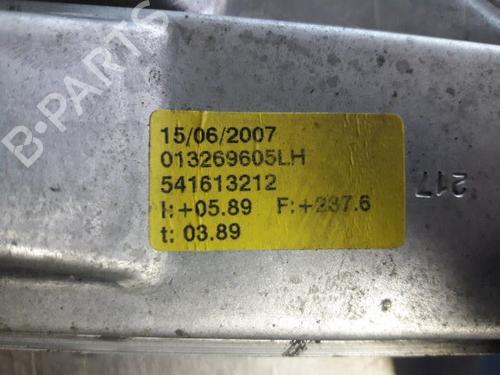 B-PARTS
15/06/2007
013269605LH
541613212
I:+05.89 F:+237.6
t: 03.89
217